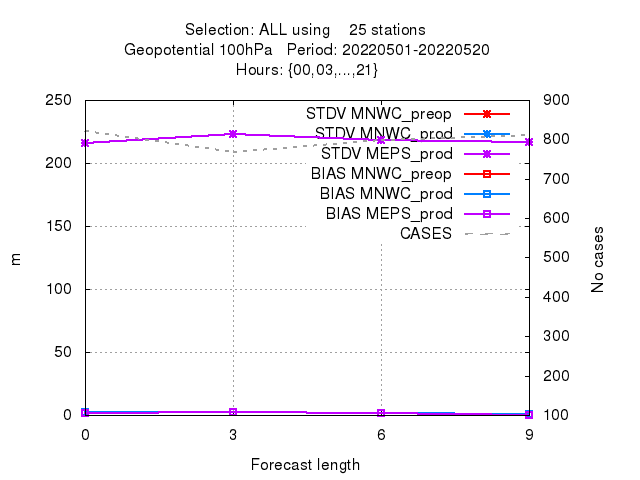 Selection: ALL using    25 stations
Geopotential 100hPa   Period: 20220501-20220520
Hours: {00,03,...,21}
250
200
150
100
50
0
m
STDV MNWC_preop
STDV MNWC_prod
STDV MEPS_prod
BIAS MNWC_preop
BIAS MNWC_prod
BIAS MEPS_prod
CASES
900
800
700
600
500
400
300
200
100
No cases
0 3 6 9
Forecast length